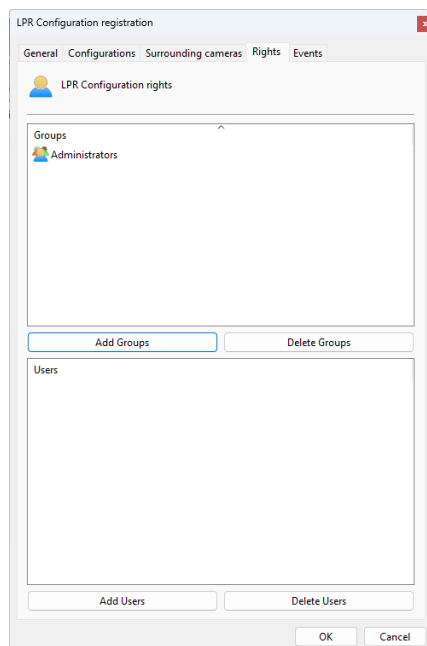 LPR Configuration registration
x
General Configurations Surrounding cameras Rights Events
LPR Configuration rights
Groups
Administrators
Add Groups Delete Groups
Users
Add Users Delete Users
OK Cancel